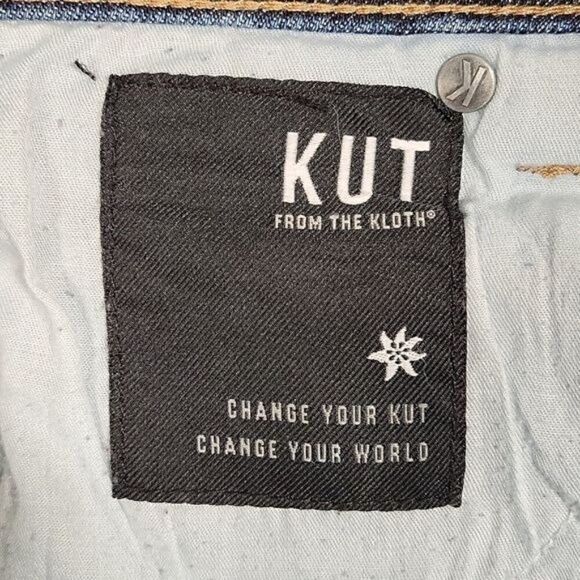 KUT
FROM THE KLOTH®
CHANGE YOUR KUT
CHANGE YOUR WORLD
K